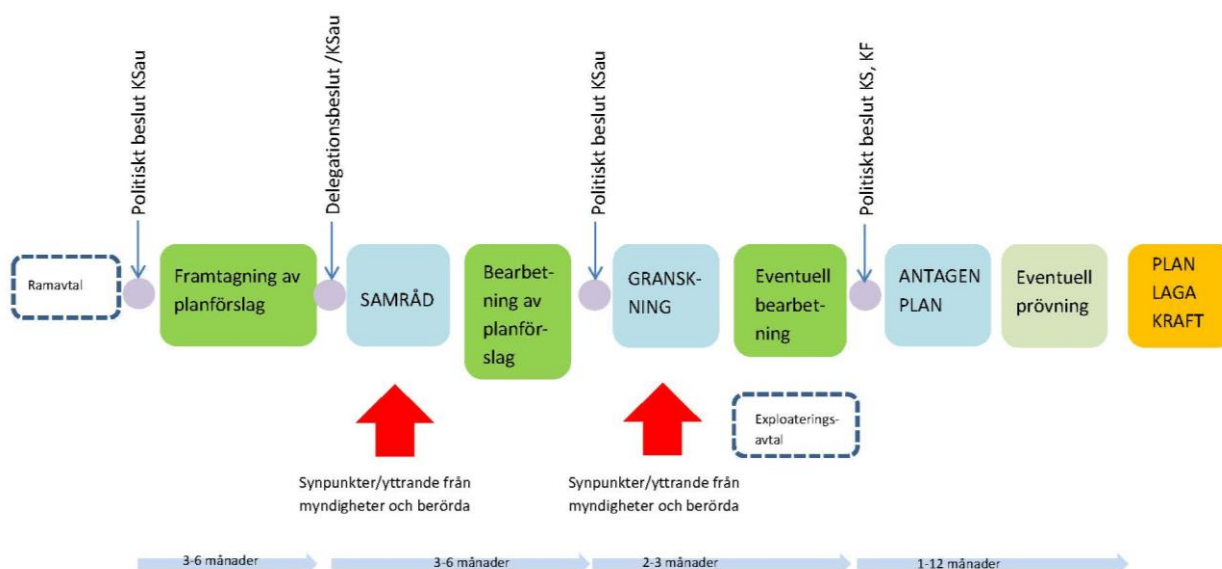 Politiskt beslut KSau
Delegationsbeslut /KSau
Politiskt beslut KSau
Politiskt beslut KS, KF
Ramavtal
Framtagning av
planförslag
SAMRÅD
Bearbet-
ning av
planför-
slag
GRANSK-
NING
Eventuell
bearbet-
ning
ANTAGEN
PLAN
Eventuell
prövning
PLAN
LAGA
KRAFT
Exploaterings-
avtal
Synpunkter/yttrande från
myndigheter och berörda
Synpunkter/yttrande från
myndigheter och berörda
3-6 månader
3-6 månader
2-3 månader
1-12 månader